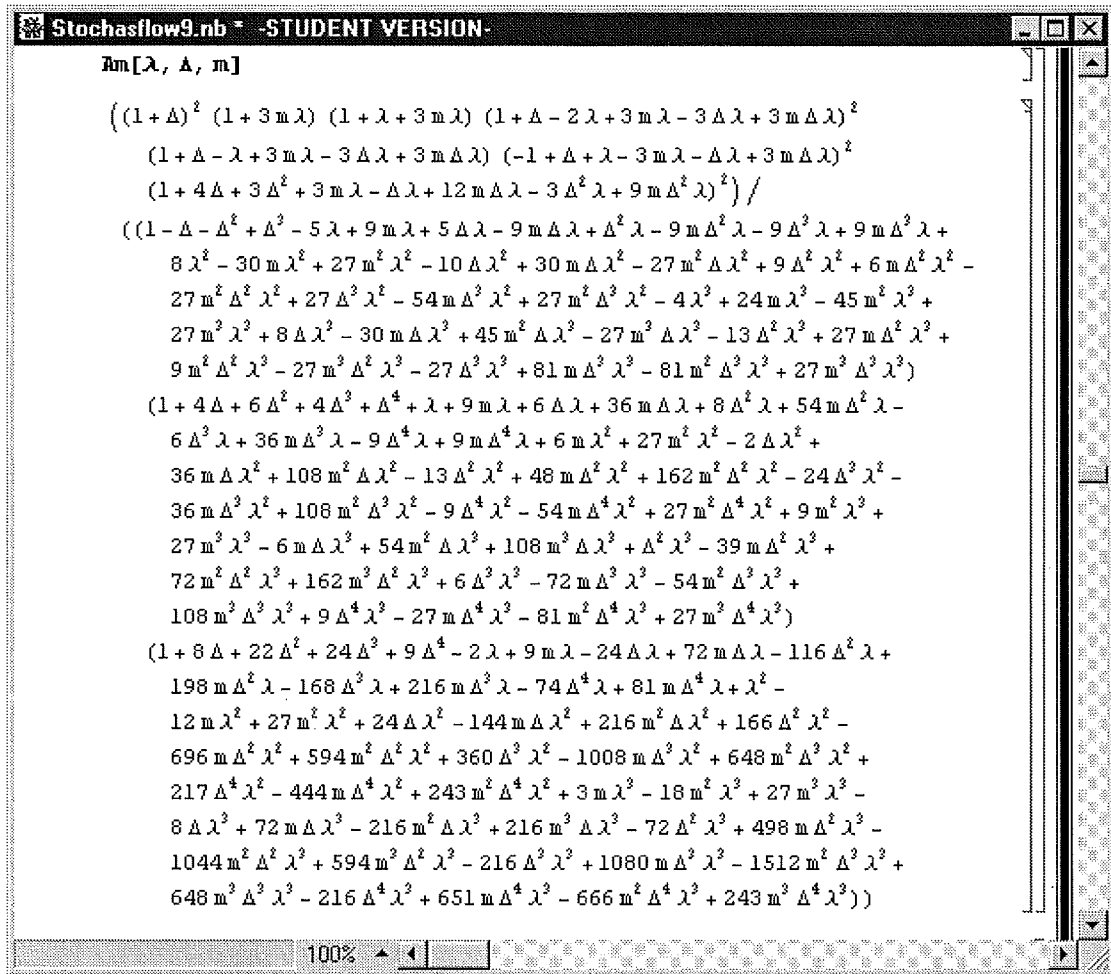 Stochasflow9.nb * -STUDENT VERSION-
Am[λ, Δ, m]
((1 + Δ)² (1 + 3 m λ) (1 + λ + 3 m λ) (1 + Δ - 2 λ + 3 m λ - 3 Δ λ + 3 m Δ λ)²
(1 + Δ - λ + 3 m λ - 3 Δ λ + 3 m Δ λ) (-1 + Δ + λ - 3 m λ - Δ λ + 3 m Δ λ)²
(1 + 4 Δ + 3 Δ² + 3 m λ - Δ λ + 12 m Δ λ - 3 Δ² λ + 9 m Δ² λ)²) /
((1 - Δ - Δ² + Δ³ - 5 λ + 9 m λ + 5 Δ λ - 9 m Δ λ + Δ² λ - 9 m Δ² λ - 9 Δ³ λ + 9 m Δ³ λ +
8 λ² - 30 m λ² + 27 m² λ² - 10 Δ λ² + 30 m Δ λ² - 27 m² Δ λ² + 9 Δ² λ² + 6 m Δ² λ² -
27 m² Δ² λ² + 27 Δ³ λ² - 54 m Δ³ λ² + 27 m² Δ³ λ² - 4 λ³ + 24 m λ³ - 45 m² λ³ +
27 m³ λ³ + 8 Δ λ³ - 30 m Δ λ³ + 45 m² Δ λ³ - 27 m³ Δ λ³ - 13 Δ² λ³ + 27 m Δ² λ³ +
9 m² Δ² λ³ - 27 m³ Δ² λ³ - 27 Δ³ λ³ + 81 m Δ³ λ³ - 81 m² Δ³ λ³ + 27 m³ Δ³ λ³)
(1 + 4 Δ + 6 Δ² + 4 Δ³ + Δ⁴ + λ + 9 m λ + 6 Δ λ + 36 m Δ λ + 8 Δ² λ + 54 m Δ² λ -
6 Δ³ λ + 36 m Δ³ λ - 9 Δ⁴ λ + 9 m Δ⁴ λ + 6 m λ² + 27 m² λ² - 2 Δ λ² +
36 m Δ λ² + 108 m² Δ λ² - 13 Δ² λ² + 48 m Δ² λ² + 162 m² Δ² λ² - 24 Δ³ λ² -
36 m Δ³ λ² + 108 m² Δ³ λ² - 9 Δ⁴ λ² - 54 m Δ⁴ λ² + 27 m² Δ⁴ λ² + 9 m² λ³ +
27 m³ λ³ - 6 m Δ λ³ + 54 m² Δ λ³ + 108 m³ Δ λ³ + Δ² λ³ - 39 m Δ² λ³ +
72 m² Δ² λ³ + 162 m³ Δ² λ³ + 6 Δ³ λ³ - 72 m Δ³ λ³ - 54 m² Δ³ λ³ +
108 m³ Δ³ λ³ + 9 Δ⁴ λ³ - 27 m Δ⁴ λ³ - 81 m² Δ⁴ λ³ + 27 m³ Δ⁴ λ³)
(1 + 8 Δ + 22 Δ² + 24 Δ³ + 9 Δ⁴ - 2 λ + 9 m λ - 24 Δ λ + 72 m Δ λ - 116 Δ² λ +
198 m Δ² λ - 168 Δ³ λ + 216 m Δ³ λ - 74 Δ⁴ λ + 81 m Δ⁴ λ + λ² -
12 m λ² + 27 m² λ² + 24 Δ λ² - 144 m Δ λ² + 216 m² Δ λ² + 166 Δ² λ² -
696 m Δ² λ² + 594 m² Δ² λ² + 360 Δ³ λ² - 1008 m Δ³ λ² + 648 m² Δ³ λ² +
217 Δ⁴ λ² - 444 m Δ⁴ λ² + 243 m² Δ⁴ λ² + 3 m λ³ - 18 m² λ³ + 27 m³ λ³ -
8 Δ λ³ + 72 m Δ λ³ - 216 m² Δ λ³ + 216 m³ Δ λ³ - 72 Δ² λ³ + 498 m Δ² λ³ -
1044 m² Δ² λ³ + 594 m³ Δ² λ³ - 216 Δ³ λ³ + 1080 m Δ³ λ³ - 1512 m² Δ³ λ³ +
648 m³ Δ³ λ³ - 216 Δ⁴ λ³ + 651 m Δ⁴ λ³ - 666 m² Δ⁴ λ³ + 243 m³ Δ⁴ λ³))
100%